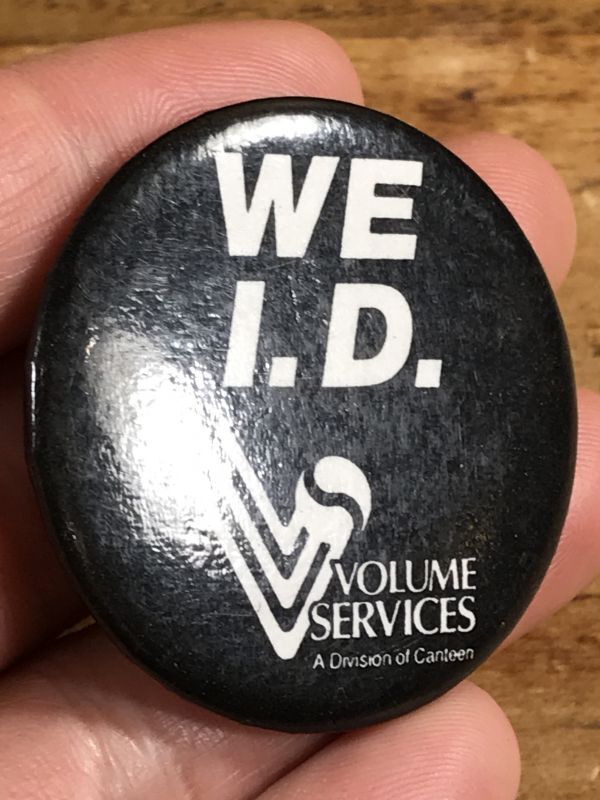 WE
I.D.
VOLUME
SERVICES
A Division of Canteen